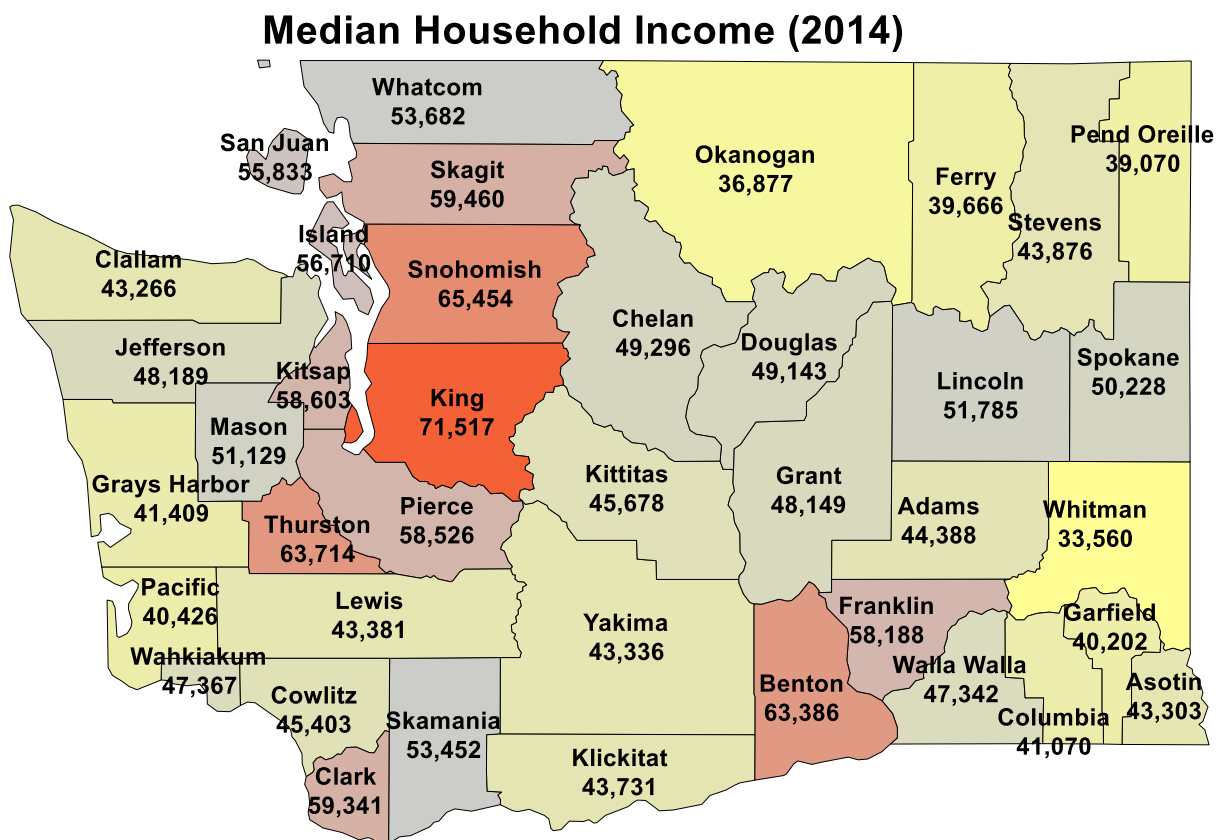 Median Household Income (2014)
Whatcom
53,682
San Juan
55,833
Skagit
59,460
Okanogan
36,877
Ferry
39,666
Pend Oreille
39,070
Stevens
43,876
Island
56,710
Clallam
43,266
Snohomish
65,454
Chelan
49,296
Douglas
49,143
Jefferson
48,189
Kitsap
58,603
King
71,517
Lincoln
51,785
Spokane
50,228
Mason
51,129
Grays Harbor
41,409
Kittitas
45,678
Grant
48,149
Adams
44,388
Whitman
33,560
Thurston
63,714
Pierce
58,526
Pacific
40,426
Lewis
43,381
Yakima
43,336
Franklin
58,188
Garfield
40,202
Wahkiakum
47,367
Walla Walla
47,342
Benton
63,386
Asotin
43,303
Cowlitz
45,403
Skamania
53,452
Columbia
41,070
Klickitat
43,731
Clark
59,341